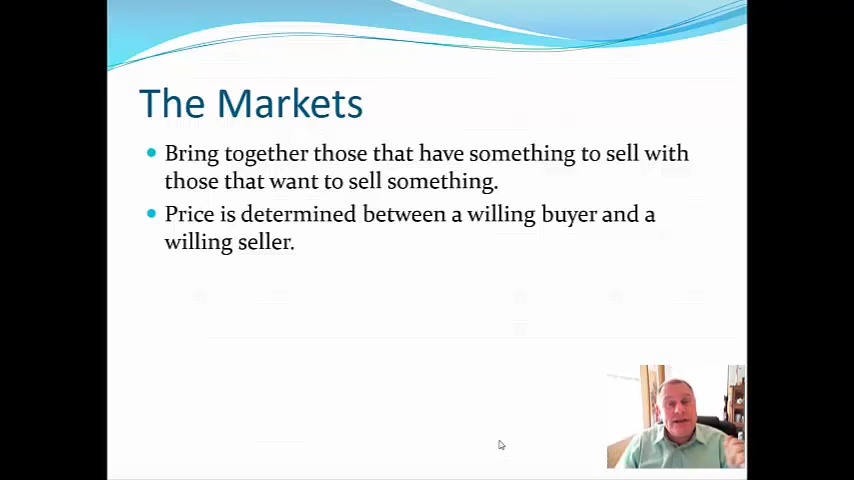 The Markets
Bring together those that have something to sell with
those that want to sell something.
Price is determined between a willing buyer and a
willing seller.